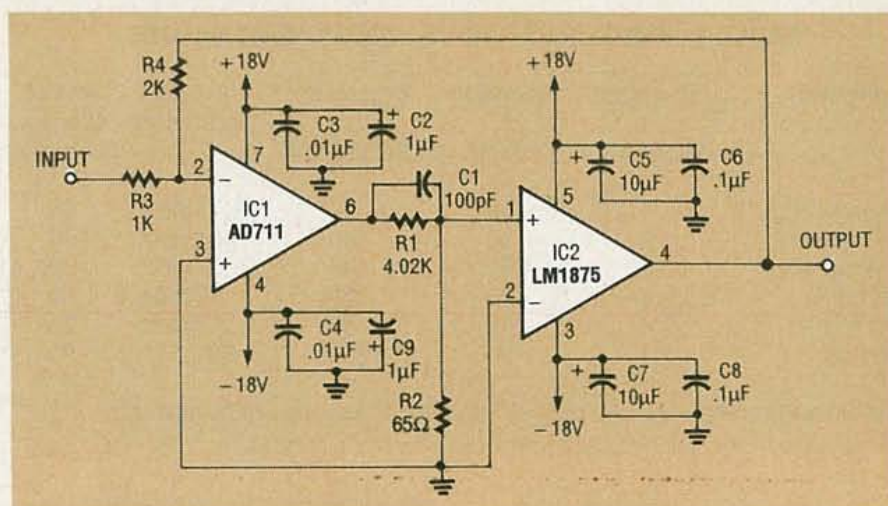 R4
2K
INPUT
R3
1K
+18V
C3
.01µF
+
C2
1µF
2
−
7
3
+
IC1
AD711
6
4
C4
.01µF
C9
+
1µF
−18V
C1
100pF
R1
4.02K
R2
65Ω
+18V
+
C5
10µF
C6
.1µF
1
+
5
IC2
LM1875
4
2
−
3
OUTPUT
+
C7
10µF
C8
.1µF
−18V